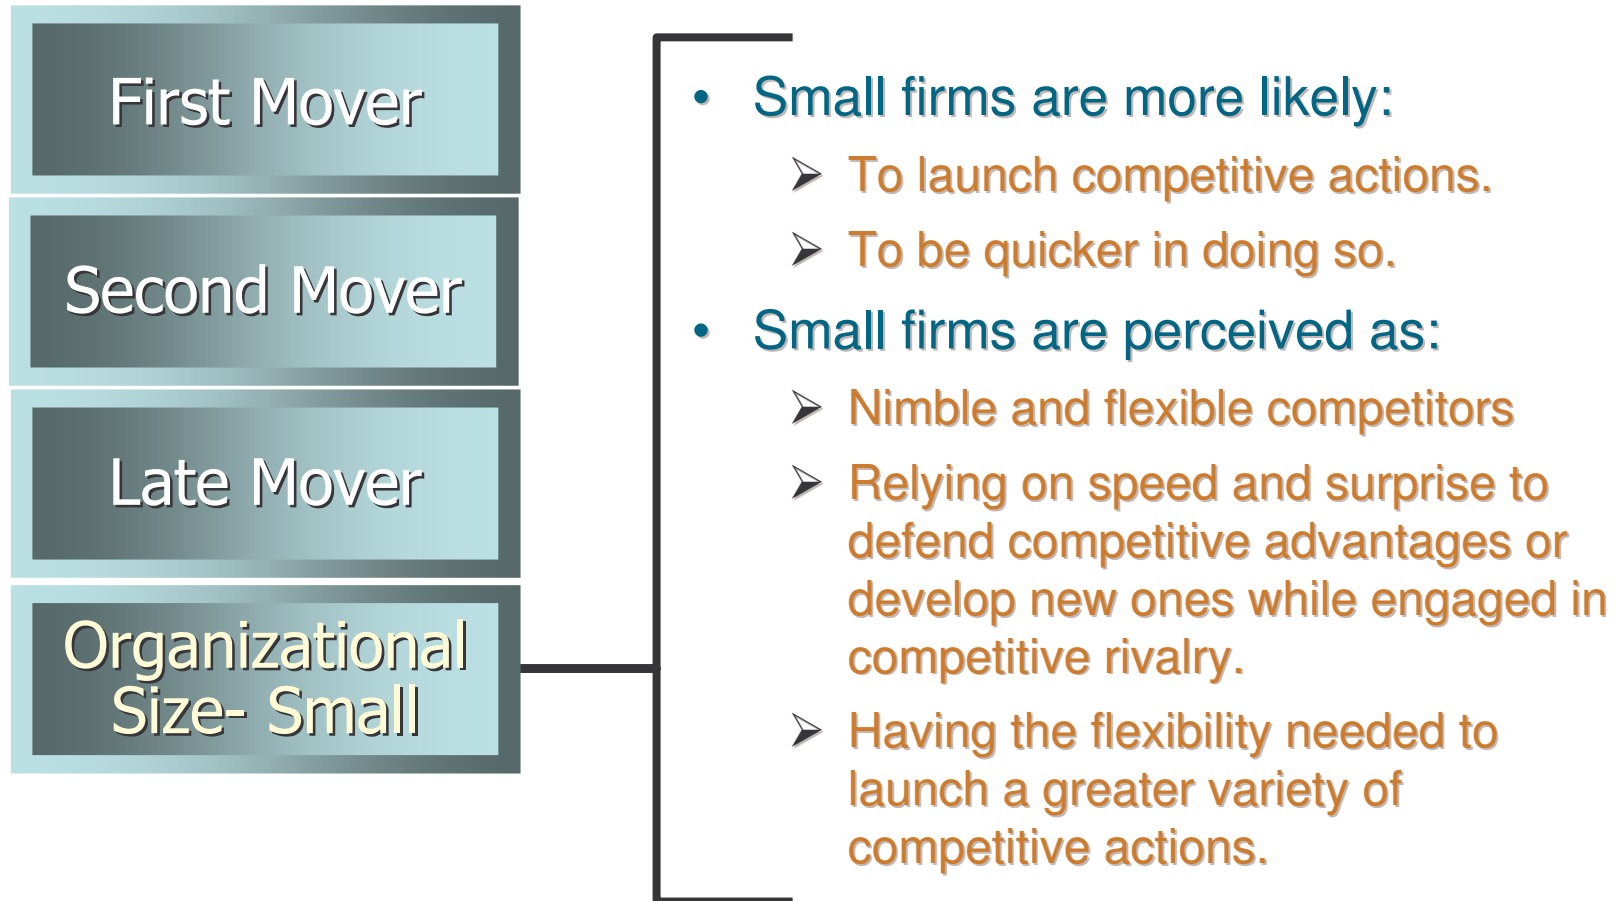 First Mover
Second Mover
Late Mover
Organizational
Size- Small
• Small firms are more likely:
➢ To launch competitive actions.
➢ To be quicker in doing so.
• Small firms are perceived as:
➢ Nimble and flexible competitors
➢ Relying on speed and surprise to
defend competitive advantages or
develop new ones while engaged in
competitive rivalry.
➢ Having the flexibility needed to
launch a greater variety of
competitive actions.